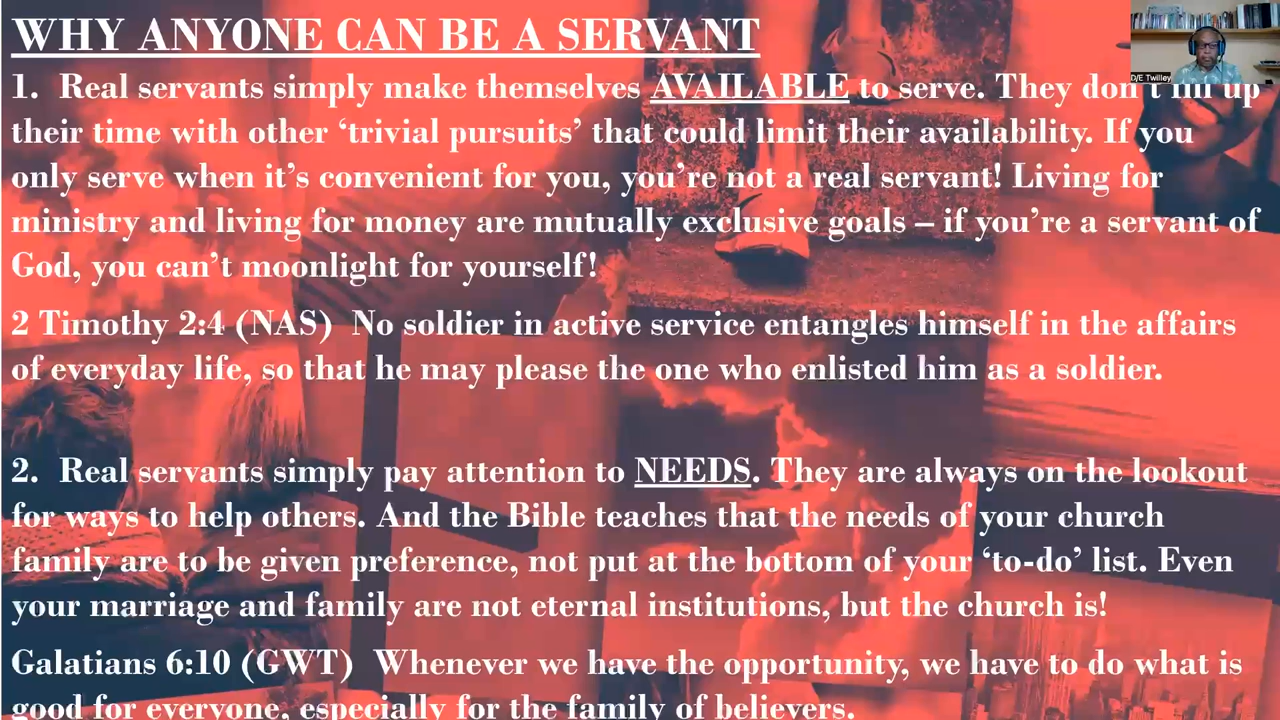 WHY ANYONE CAN BE A SERVANT
D/E Twilley
1. Real servants simply make themselves AVAILABLE to serve. They don't fill up
their time with other ‘trivial pursuits’ that could limit their availability. If you
only serve when it’s convenient for you, you’re not a real servant! Living for
ministry and living for money are mutually exclusive goals – if you’re a servant of
God, you can’t moonlight for yourself!
2 Timothy 2:4 (NAS) No soldier in active service entangles himself in the affairs
of everyday life, so that he may please the one who enlisted him as a soldier.
2. Real servants simply pay attention to NEEDS. They are always on the lookout
for ways to help others. And the Bible teaches that the needs of your church
family are to be given preference, not put at the bottom of your ‘to-do’ list. Even
your marriage and family are not eternal institutions, but the church is!
Galatians 6:10 (GWT) Whenever we have the opportunity, we have to do what is
good for everyone, especially for the family of believers.